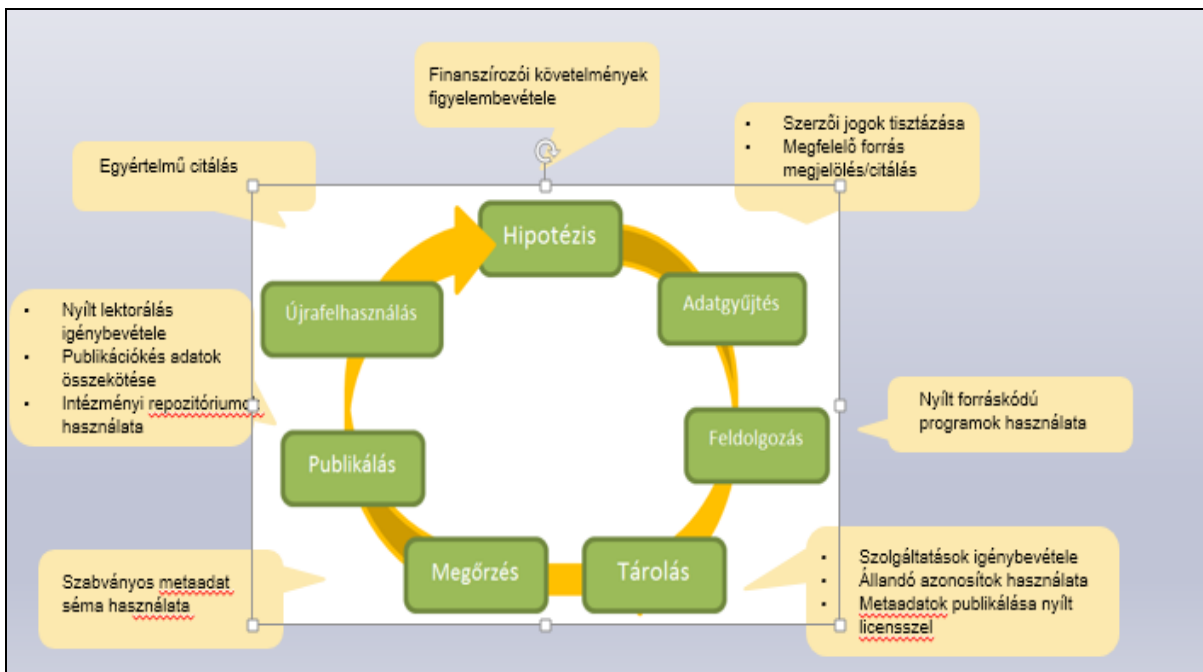 Finanszírozói követelmények
figyelembevétele
▪ Szerzői jogok tisztázása
▪ Megfelelő forrás
megjelölés/citálás
Egyértelmű citálás
Hipotézis
Adatgyűjtés
Újrafelhasználás
▪ Nyílt lektorálás
igénybevétele
▪ Publikációkés adatok
összekötése
▪ Intézményi repozitóriumok
használata
Nyílt forráskódú
programok használata
Feldolgozás
Publikálás
Megőrzés
Tárolás
Szabványos metaadat
séma használata
▪ Szolgáltatások igénybevétele
▪ Állandó azonosítok használata
▪ Metaadatok publikálása nyílt
licensszel